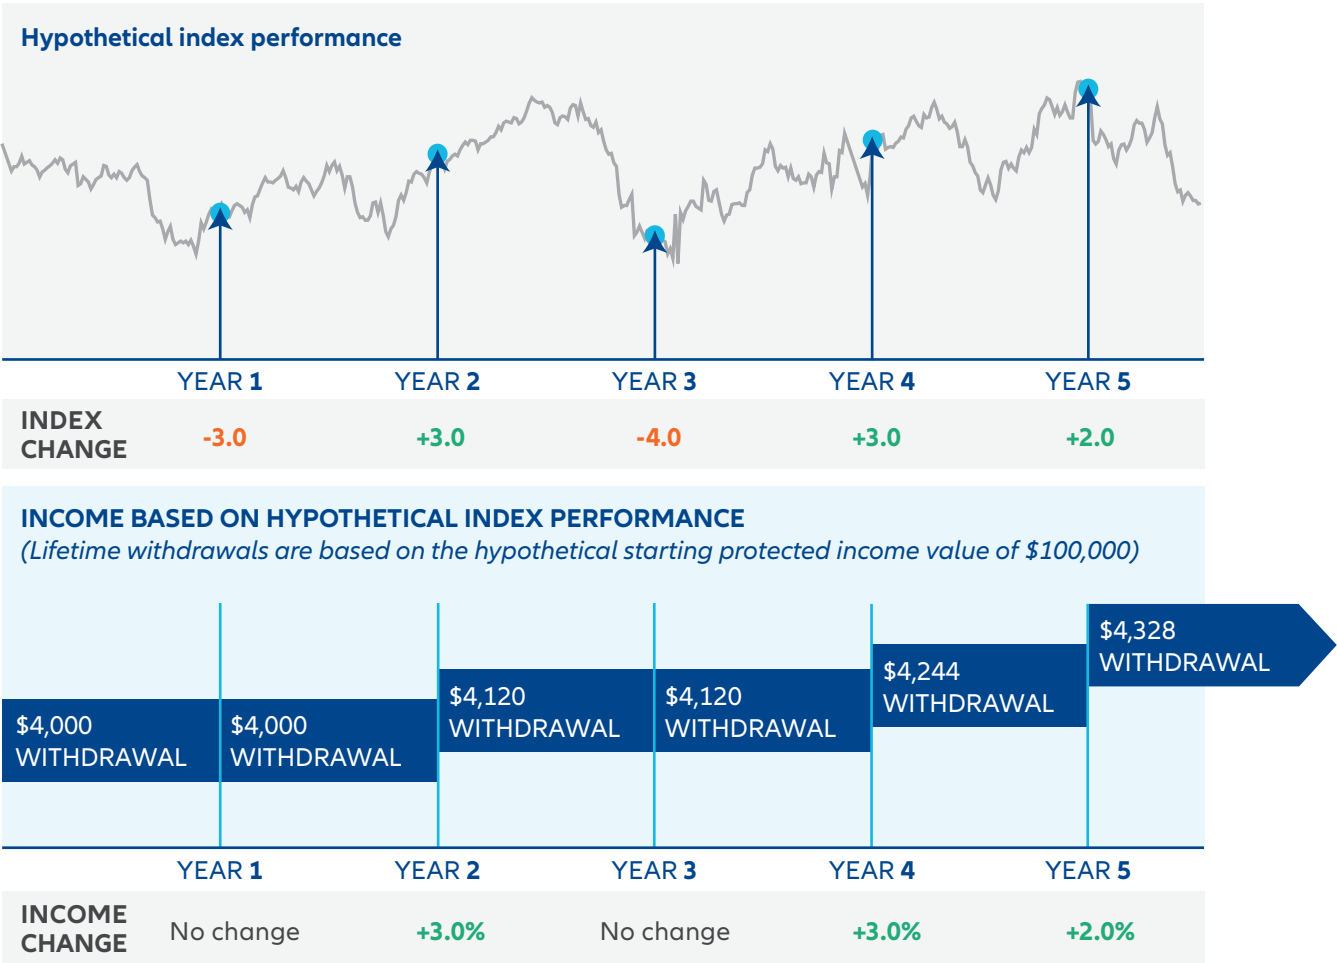 Hypothetical index performance
YEAR 1 YEAR 2 YEAR 3 YEAR 4 YEAR 5
INDEX
CHANGE -3.0 +3.0 -4.0 +3.0 +2.0
INCOME BASED ON HYPOTHETICAL INDEX PERFORMANCE
(Lifetime withdrawals are based on the hypothetical starting protected income value of $100,000)
$4,000
WITHDRAWAL
$4,000
WITHDRAWAL
$4,120
WITHDRAWAL
$4,120
WITHDRAWAL
$4,244
WITHDRAWAL
$4,328
WITHDRAWAL
YEAR 1 YEAR 2 YEAR 3 YEAR 4 YEAR 5
INCOME
CHANGE No change +3.0% No change +3.0% +2.0%